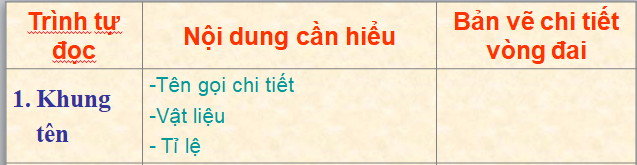 Trình tự đọc
Nội dung cần hiểu
Bản vẽ chi tiết vòng đai
1. Khung tên
-Tên gọi chi tiết
-Vật liệu
- Tỉ lệ